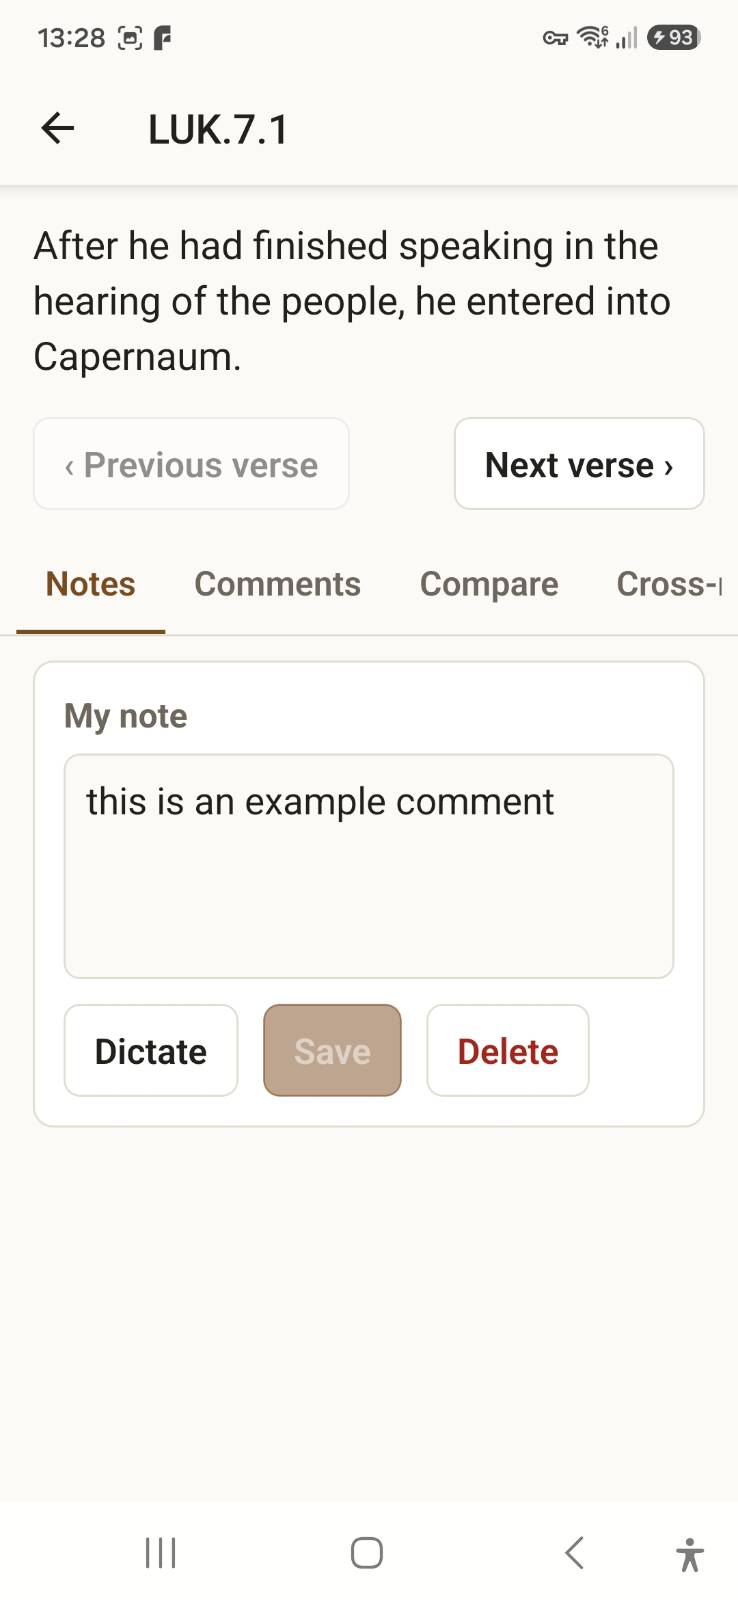 13:28
93
LUK.7.1
After he had finished speaking in the
hearing of the people, he entered into
Capernaum.
‹ Previous verse
Next verse ›
Notes
Comments
Compare
Cross-
My note
this is an example comment
Dictate
Save
Delete